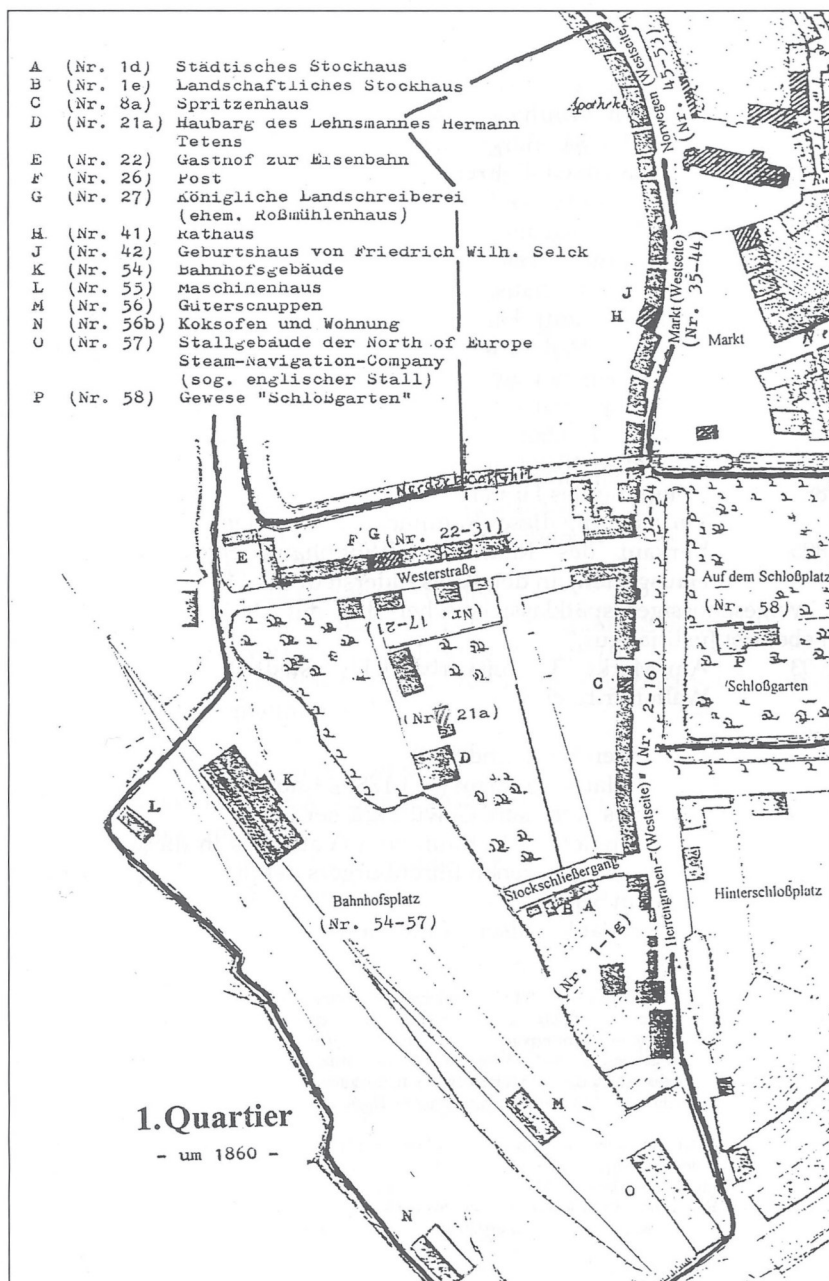 A (Nr. 1d) Städtisches Stockhaus
B (Nr. 1e) Landschaftliches Stockhaus
C (Nr. 8a) Spritzenhaus
D (Nr. 21a) Haubarg des Lehnsmannes Hermann
Tetens
E (Nr. 22) Gasthof zur Eisenbahn
F (Nr. 26) Post
G (Nr. 27) Königliche Landschreiberei
(ehem. Roßmühlenhaus)
H (Nr. 41) Rathaus
J (Nr. 42) Geburtshaus von Friedrich Wilh. Selck
K (Nr. 54) Bahnhofsgebäude
L (Nr. 55) Maschinenhaus
M (Nr. 56) Güterschuppen
N (Nr. 56b) Koksofen und Wohnung
O (Nr. 57) Stallgebäude der North of Europe
Steam-Navigation-Company
(sog. englischer Stall)
P (Nr. 58) Gewese "Schloßgarten"
Apotheke
Norwegen (Westseite)
(Nr. 45-53)
J
H
Markt (Westseite)
(Nr. 35-44)
Markt
Norderbootfahrt
E
F G (Nr. 22-31)
Westerstraße
(Nr. 17-21)
(32-34)
Auf dem Schloßplatz
(Nr. 58)
P
'Schloßgarten'
C
(Nr. 21a)
D
Herrengraben (Westseite) (Nr. 2-16)
K
L
Stockschließergang
B A
Bahnhofsplatz
(Nr. 54-57)
(Nr. 1-1g)
Hinterschloßplatz
M
O
N
1.Quartier
- um 1860 -